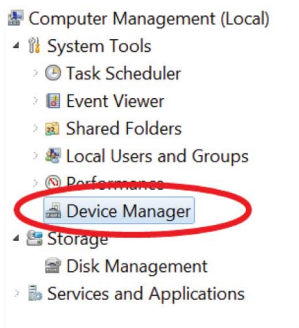 Computer Management (Local)
System Tools
Task Scheduler
Event Viewer
Shared Folders
Local Users and Groups
Performance
Device Manager
Storage
Disk Management
Services and Applications